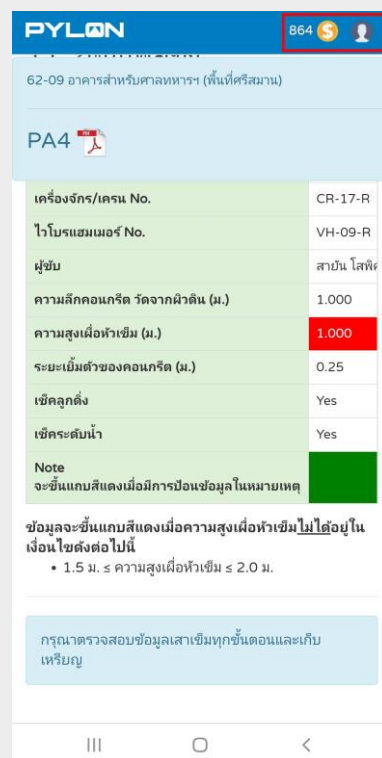 PYLON
864
62-09 อาคารสำหรับศาลทหารฯ (พื้นที่ศรีสมาน)
PA4
เครื่องจักร/เครน No. CR-17-R
ไวโบรแฮมเมอร์ No. VH-09-R
ผู้ขับ สายัน
ความลึกคอนกรีต วัดจากผิวดิน (ม.) 1.000
ความสูงเผื่อหัวเข็ม (ม.) 1.000
ระยะเยิ้มตัวของคอนกรีต (ม.) 0.25
เช็คลูกดิ่ง Yes
เช็คระดับน้ำ Yes
Note
จะขึ้นแถบสีแดงเมื่อมีการป้อนข้อมูลในหมายเหตุ
ข้อมูลจะขึ้นแถบสีแดงเมื่อความสูงเผื่อหัวเข็มไม่ได้อยู่ใน
เงื่อนไขดังต่อไปนี้
• 1.5 ม. ≤ ความสูงเผื่อหัวเข็ม ≤ 2.0 ม.
กรุณาตรวจสอบข้อมูลเสาเข็มทุกขั้นตอนและเก็บ
เหรียญ